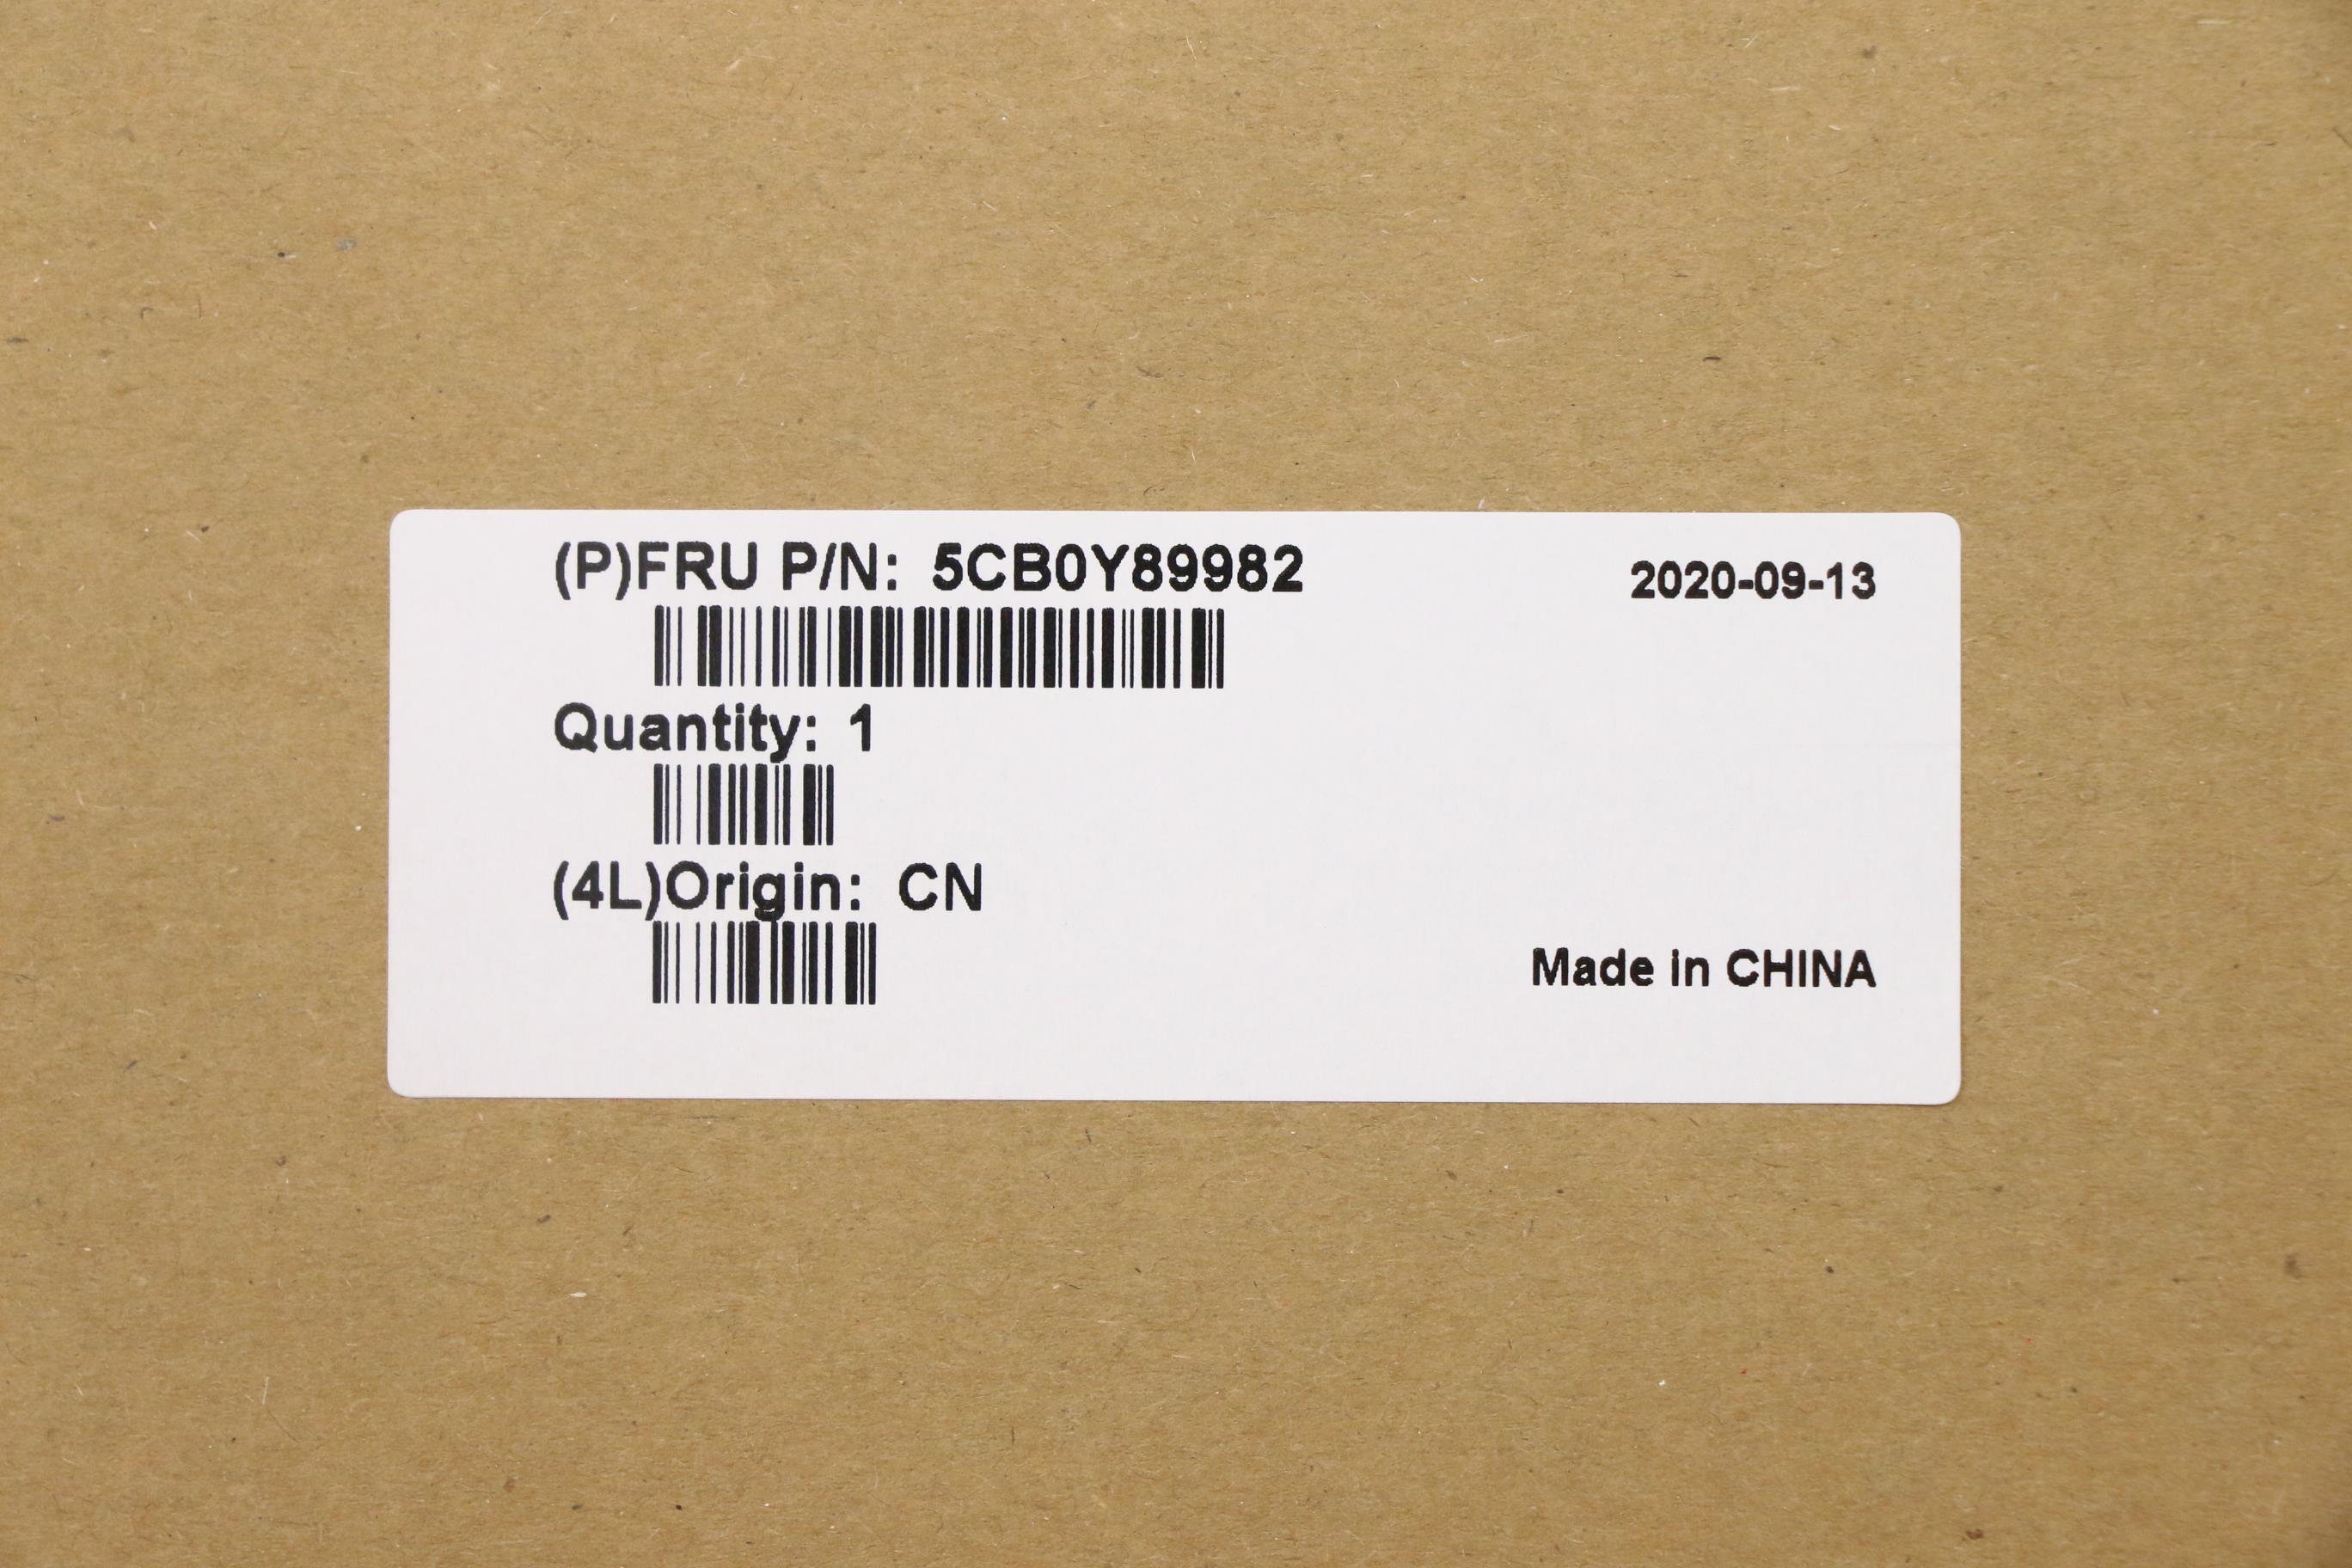 (P)FRU P/N: 5CB0Y89982
2020-09-13
Quantity: 1
(4L)Origin: CN
Made in CHINA